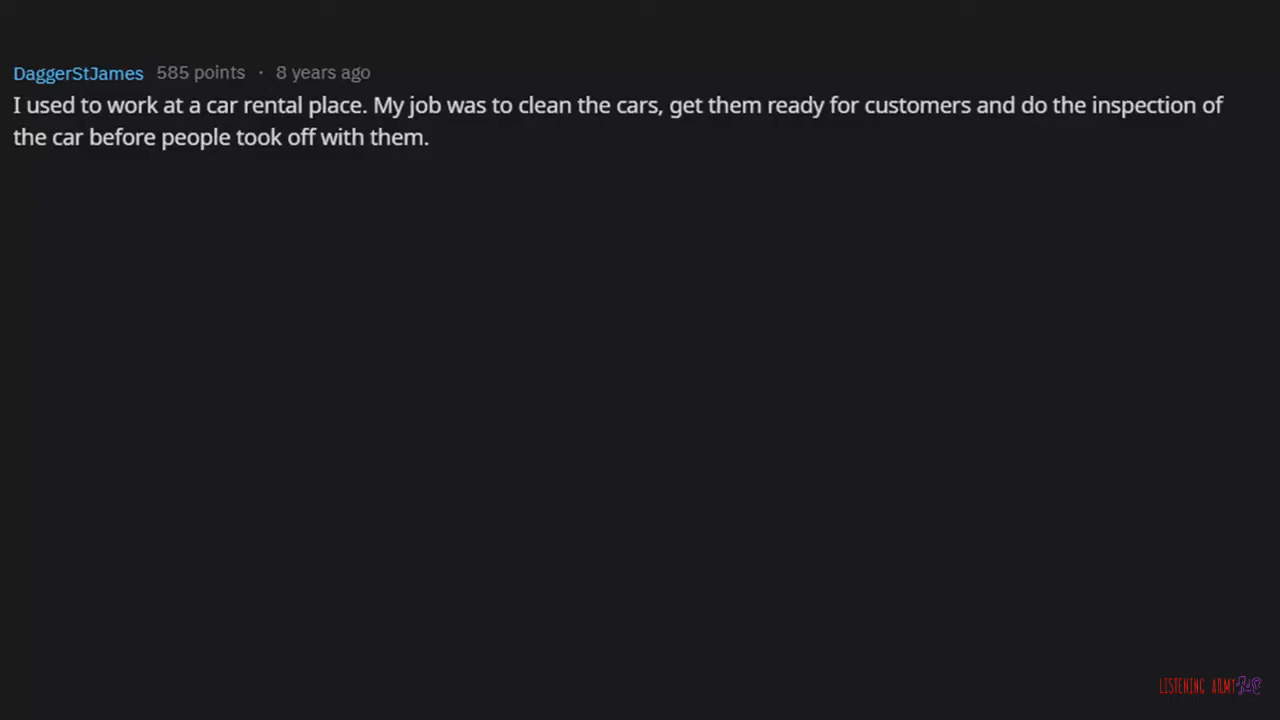 DaggerStJames 585 points · 8 years ago
I used to work at a car rental place. My job was to clean the cars, get them ready for customers and do the inspection of
the car before people took off with them.
LISTENING ARMY